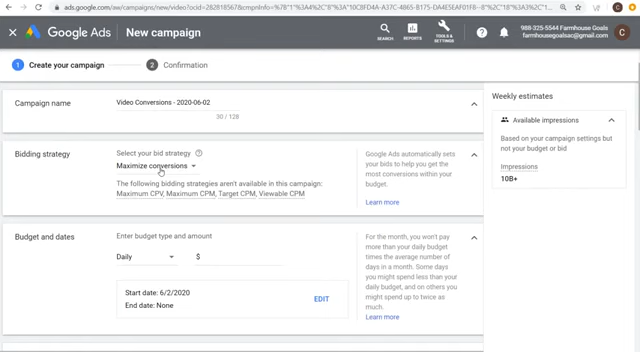 ads.google.com/aw/campaigns/new/video?ocid=282818567&cmpnInfo=%7B"1"%3A4%2C"8"%3A"10CBFD4A-A37C-4865-B175-DA4E5EAF01F8--8"%2C"18"%3A%3C"1...
Google Ads
New campaign
SEARCH
REPORTS
TOOLS &
SETTINGS
988-325-5544 Farmhouse Goals
farmhousegoalsac@gmail.com
C
1 Create your campaign
2 Confirmation
Campaign name
Video Conversions - 2020-06-02
30 / 128
Bidding strategy
Select your bid strategy
Maximize conversions
The following bidding strategies aren't available in this campaign:
Maximum CPV, Maximum CPM, Target CPM, Viewable CPM
Google Ads automatically sets
your bids to help you get the
most conversions within your
budget.
Learn more
Budget and dates
Enter budget type and amount
Daily
$
Start date: 6/2/2020
End date: None
EDIT
For the month, you won't pay
more than your daily budget
times the average number of
days in a month. Some days
you might spend less than your
daily budget, and on others you
might spend up to twice as
much.
Learn more
Weekly estimates
Available impressions
Based on your campaign settings but
not your budget or bid
Impressions
10B+